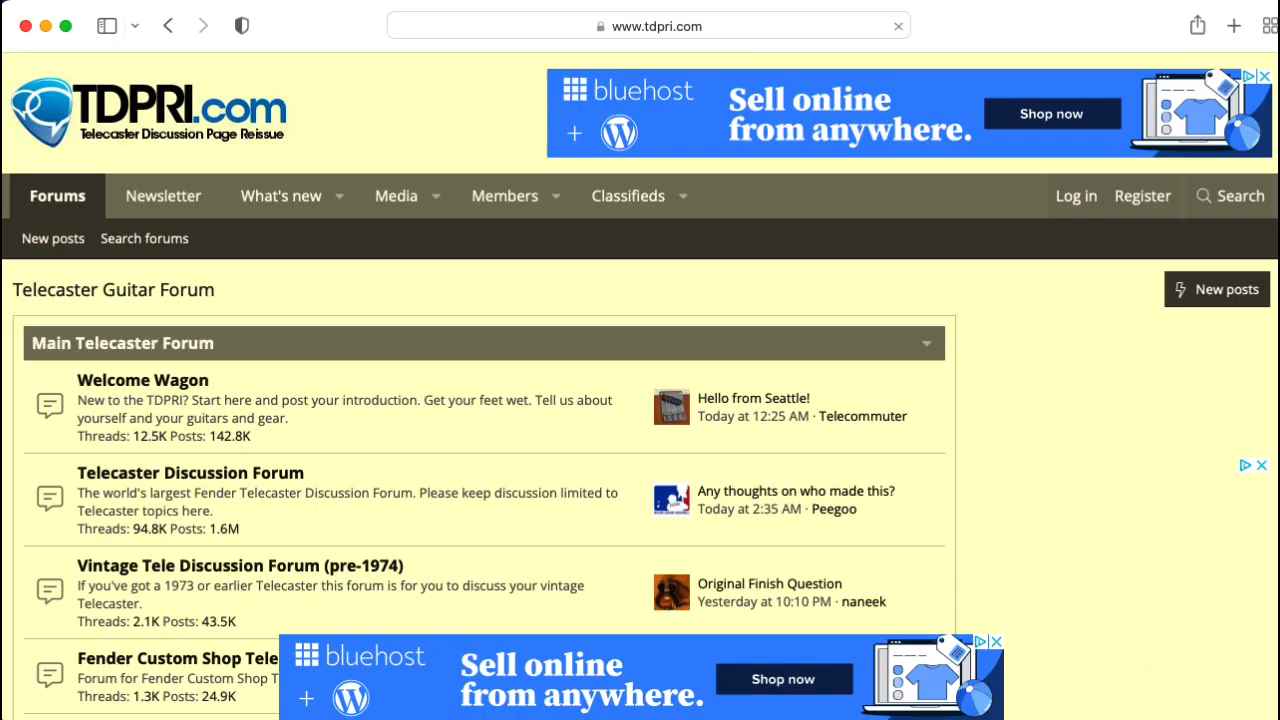 www.tdpri.com
TDPRI.com
Telecaster Discussion Page Reissue
bluehost
Sell online
from anywhere.
Shop now
Forums Newsletter What's new Media Members Classifieds Log in Register Search
New posts Search forums
Telecaster Guitar Forum
New posts
Main Telecaster Forum
Welcome Wagon
New to the TDPRI? Start here and post your introduction. Get your feet wet. Tell us about
yourself and your guitars and gear.
Threads: 12.5K Posts: 142.8K
Hello from Seattle!
Today at 12:25 AM · Telecommuter
Telecaster Discussion Forum
The world's largest Fender Telecaster Discussion Forum. Please keep discussion limited to
Telecaster topics here.
Threads: 94.8K Posts: 1.6M
Any thoughts on who made this?
Today at 2:35 AM · Peegoo
Vintage Tele Discussion Forum (pre-1974)
If you've got a 1973 or earlier Telecaster this forum is for you to discuss your vintage
Telecaster.
Threads: 2.1K Posts: 43.5K
Original Finish Question
Yesterday at 10:10 PM · naneek
Fender Custom Shop Tele
Forum for Fender Custom Shop T
Threads: 1.3K Posts: 24.9K
bluehost
Sell online
from anywhere.
Shop now